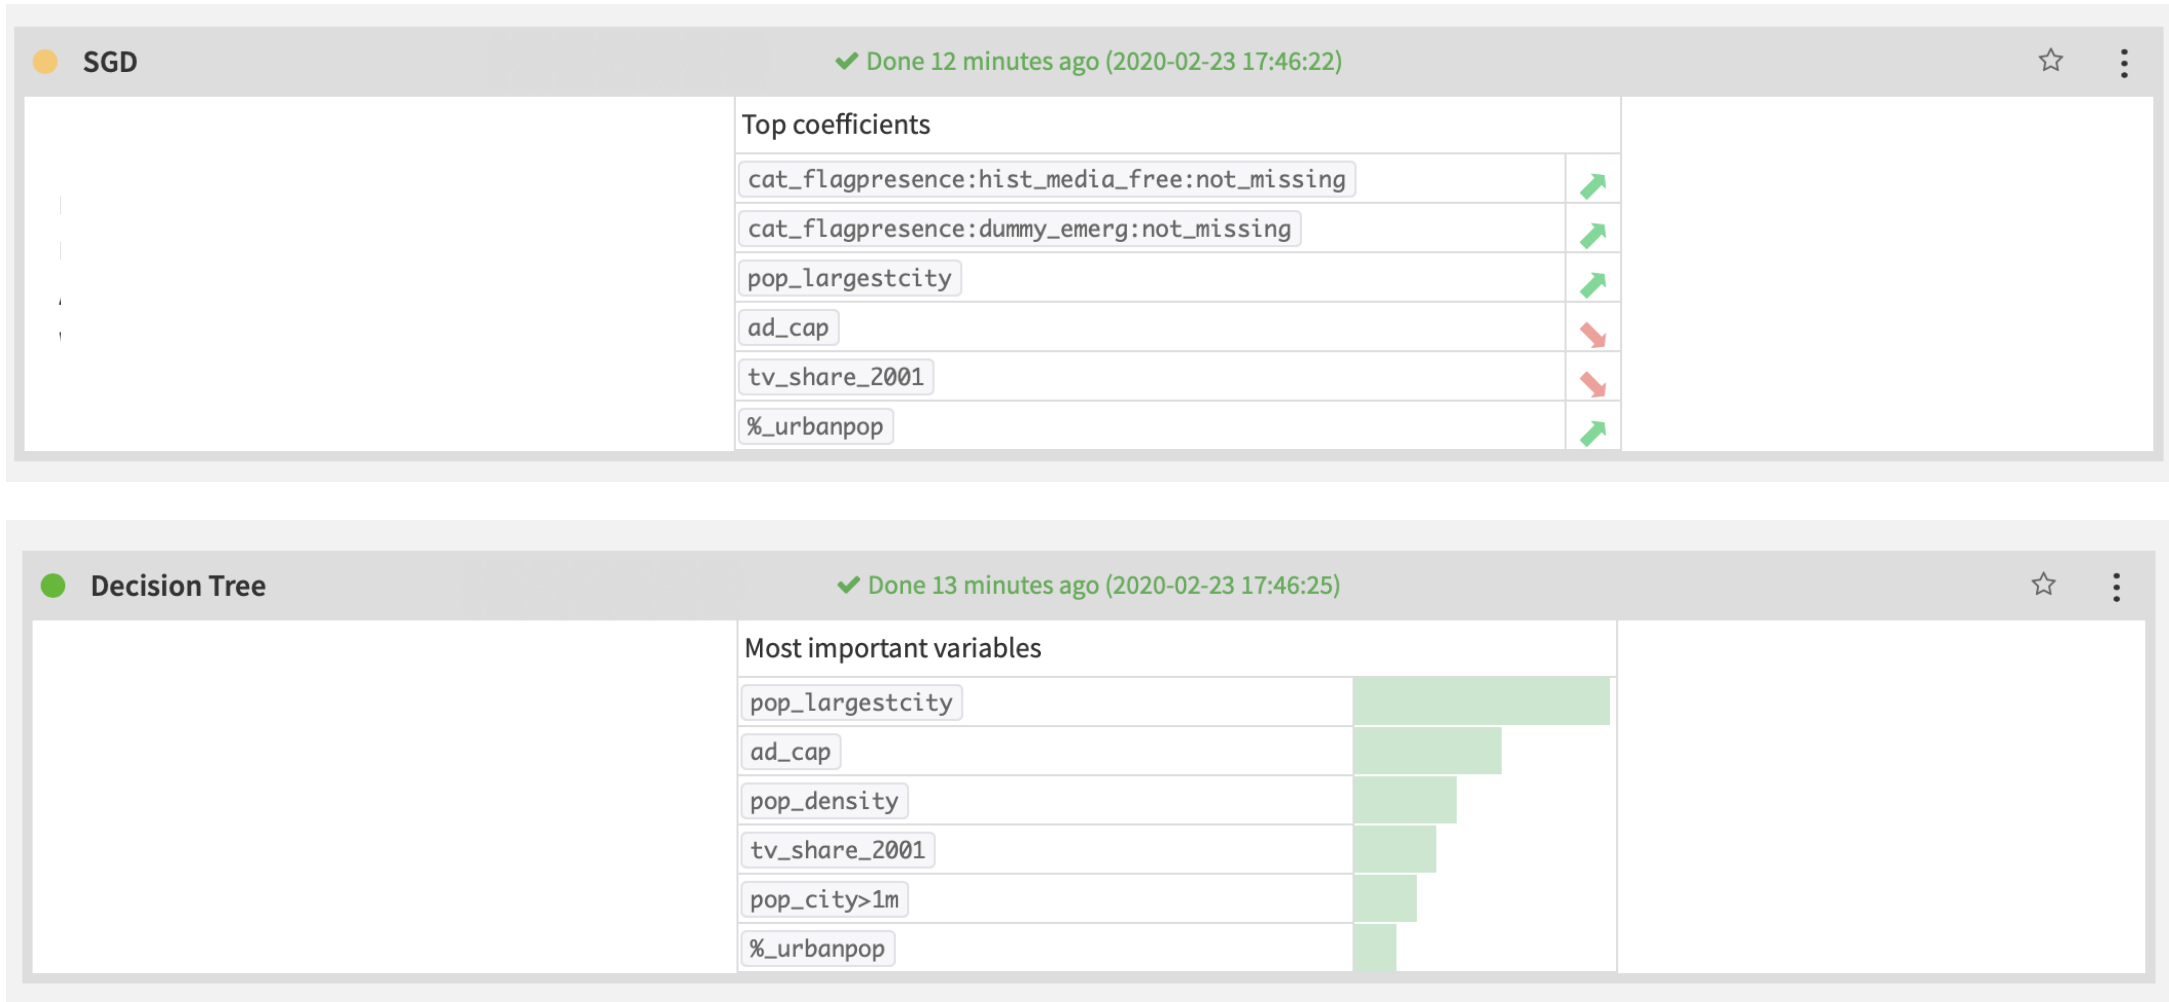 SGD
✔ Done 12 minutes ago (2020-02-23 17:46:22)
Top coefficients
cat_flagpresence:hist_media_free:not_missing
cat_flagpresence:dummy_emerg:not_missing
pop_largestcity
ad_cap
tv_share_2001
%_urbanpop
Decision Tree
✔ Done 13 minutes ago (2020-02-23 17:46:25)
Most important variables
pop_largestcity
ad_cap
pop_density
tv_share_2001
pop_city>1m
%_urbanpop